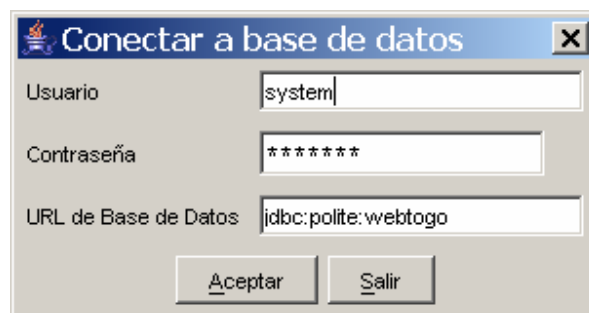 Conectar a base de datos
Usuario system
Contraseña *******
URL de Base de Datos jdbc:polite:webtogo
Aceptar Salir